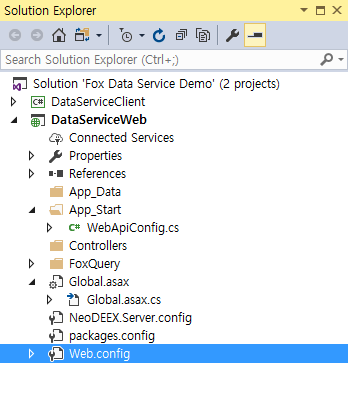 Solution Explorer
Search Solution Explorer (Ctrl+;)
Solution 'Fox Data Service Demo' (2 projects)
C# DataServiceClient
DataServiceWeb
Connected Services
Properties
References
App_Data
App_Start
C# WebApiConfig.cs
Controllers
FoxQuery
Global.asax
Global.asax.cs
NeoDEEX.Server.config
packages.config
Web.config